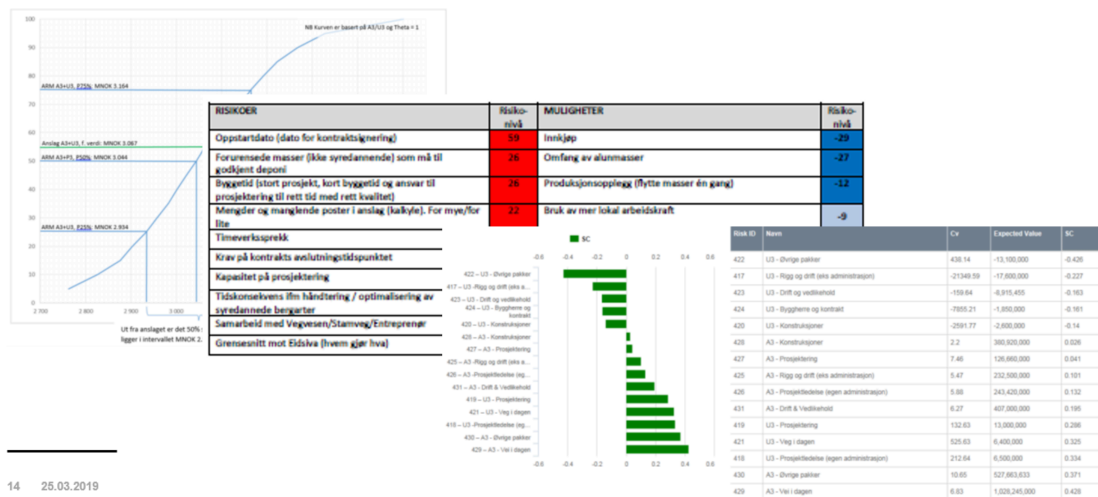 NB Kurven er basert på A3/U3 og Theta = 1
100
90
80
ARM A3+U3, P75%: MNOK 3.164
70
60
Anslag A3+U3, f. verdi: MNOK 3.087
ARM A3+P3, P50%: MNOK 3.044
50
40
30
ARM A3+U3, P25%: MNOK 2.934
20
10
0
2 700 2 800 2 900 3 000
Ut fra anslaget er det 50%
ligger i intervallet MNOK 2.
RISIKOER Risiko-nivå MULIGHETER Risiko-nivå
Oppstartdato (dato for kontraktsignering) 59 Innkjøp -29
Forurensede masser (ikke syredannende) som må til 26 Omfang av alunmasser -27
godkjent deponi
Byggetid (stort prosjekt, kort byggetid og ansvar til 26 Produksjonsopplegg (flytte masser én gang) -12
prosjektering til rett tid med rett kvalitet)
Mengder og manglende poster i anslag (kalkyle). For mye/for 22 Bruk av mer lokal arbeidskraft -9
lite
Timeverkssprekk
Krav på kontrakts avslutningstidspunktet
Kapasitet på prosjektering
Tidskonsekvens ifm håndtering / optimalisering av
syredannende bergarter
Samarbeid med Vegvesen/Stamveg/Entreprenør
Grensesnitt mot Eidsiva (hvem gjør hva)
SC
-0.6 -0.4 -0.2 0 0.2 0.4 0.6
422 – U3 - Øvrige pakker
417 – U3 - Rigg og drift (eks a...
423 – U3 - Drift og vedlikehold
424 – U3 - Byggherre og
kontrakt
420 – U3 - Konstruksjoner
428 – A3 - Konstruksjoner
427 – A3 - Prosjektering
425 – A3 -Rigg og drift (eks a...
426 – A3 - Prosjektledelse (eg...
431 – A3 - Drift & Vedlikehold
419 – U3 - Prosjektering
421 – U3 - Veg i dagen
418 – U3 -Prosjektledelse (eg...
430 – A3 - Øvrige pakker
429 – A3 - Vei i dagen
-0.6 -0.4 -0.2 0 0.2 0.4 0.6
Risk ID Navn Cv Expected Value SC
422 U3 - Øvrige pakker 438.14 -13,100,000 -0.426
417 U3 - Rigg og drift (eks administrasjon) -21349.59 -17,600,000 -0.227
423 U3 - Drift og vedlikehold -159.64 -6,915,455 -0.163
424 U3 - Byggherre og kontrakt -7655.21 -1,850,000 -0.161
420 U3 - Konstruksjoner -2591.77 -2,600,000 -0.14
428 A3 - Konstruksjoner 2.2 360,920,000 0.026
427 A3 - Prosjektering 7.46 126,660,000 0.041
425 A3 - Rigg og drift (eks administrasjon) 5.47 232,500,000 0.101
426 A3 - Prosjektledelse (egen administrasjon) 5.88 243,420,000 0.132
431 A3 - Drift & Vedlikehold 6.27 407,000,000 0.195
419 U3 - Prosjektering 132.63 13,000,000 0.286
421 U3 - Veg i dagen 525.63 6,400,000 0.325
418 U3 - Prosjektledelse (egen administrasjon) 212.64 6,500,000 0.334
430 A3 - Øvrige pakker 10.65 527,663,633 0.371
429 A3 - Vei i dagen 6.83 1,028,245,000 0.428
14 25.03.2019